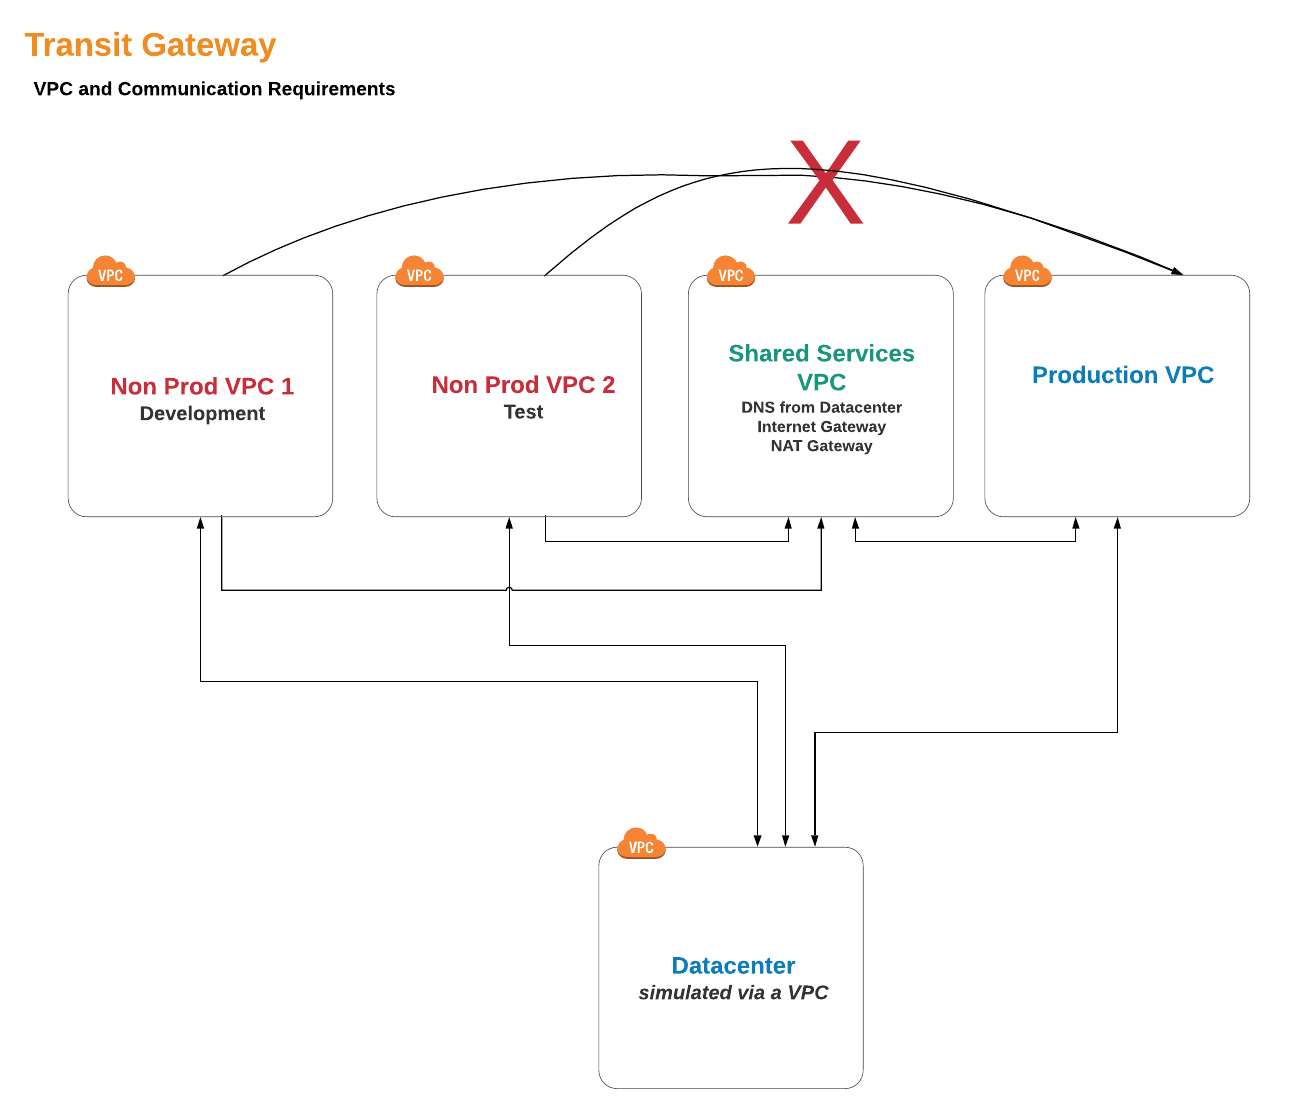 Transit Gateway
VPC and Communication Requirements
X
VPC
VPC
VPC
VPC
Non Prod VPC 1
Development
Non Prod VPC 2
Test
Shared Services
VPC
DNS from Datacenter
Internet Gateway
NAT Gateway
Production VPC
VPC
Datacenter
simulated via a VPC